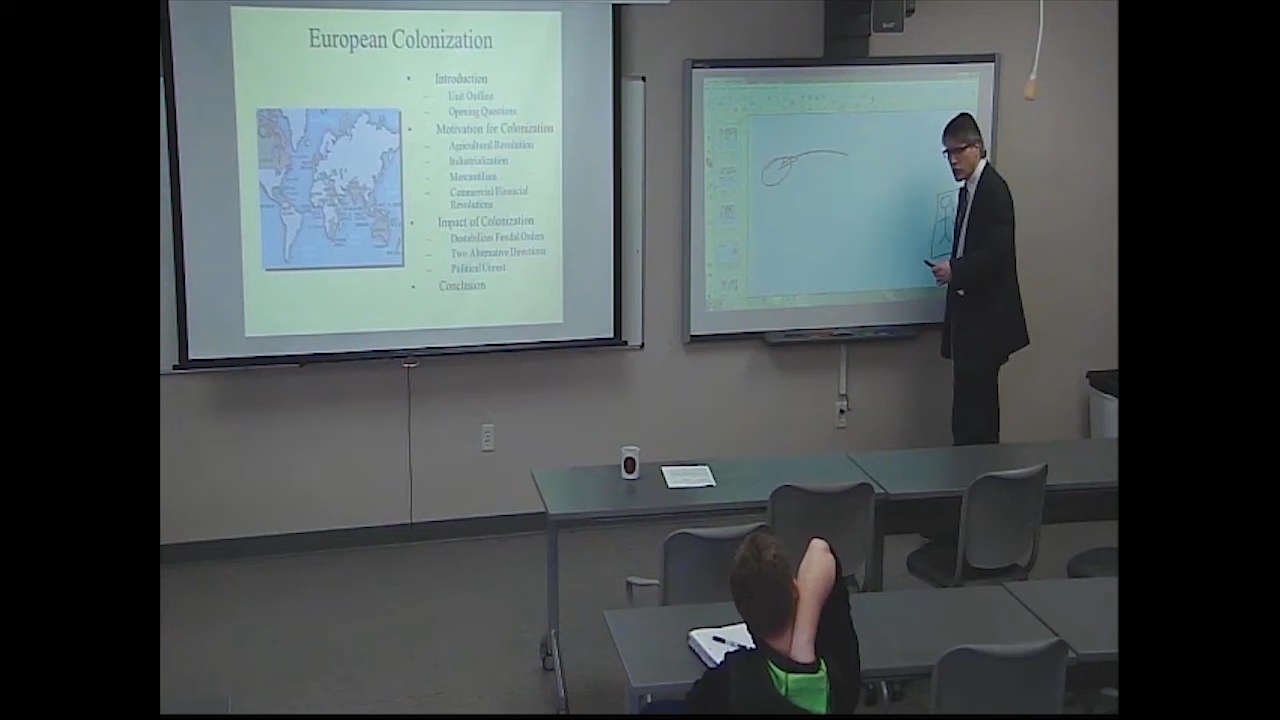 European Colonization
• Introduction
– Unit Outline
– Opening Questions
• Motivation for Colonization
– Agricultural Revolution
– Industrialization
– Mercantilism
– Commercial/Financial
Revolutions
• Impact of Colonization
– Destabilizes Feudal Orders
– Two Alternative Directions
– Political Unrest
• Conclusion